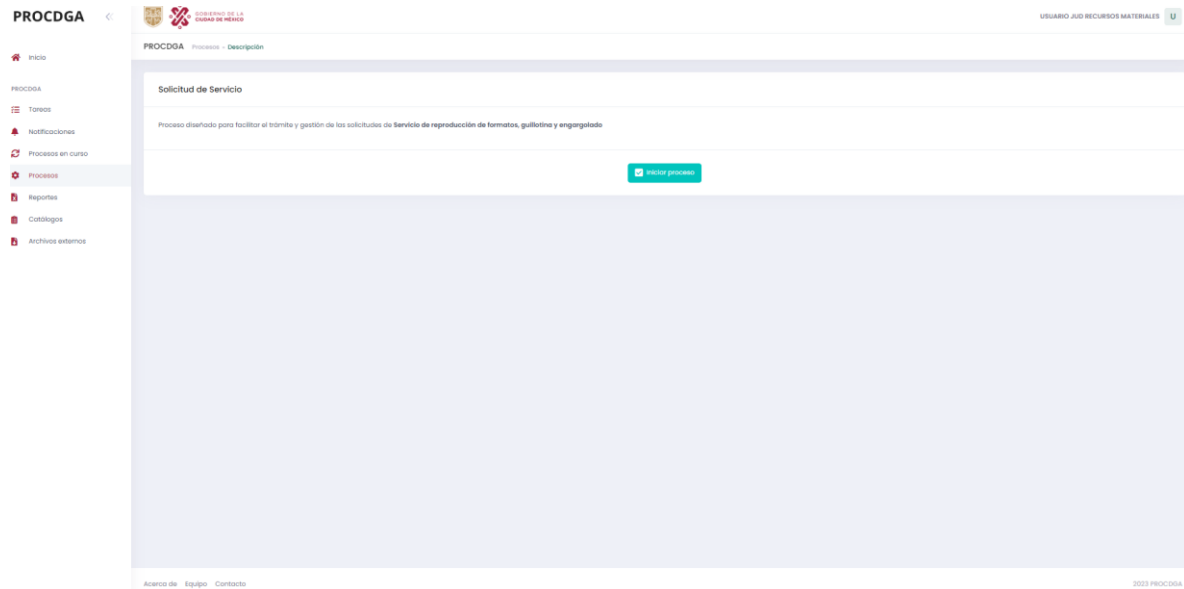 PROCDGA
GOBIERNO DE LA
CIUDAD DE MÉXICO
USUARIO JUD RECURSOS MATERIALES U
PROCDGA Procesos - Descripción
Inicio
PROCDGA
Tareas
Notificaciones
Procesos en curso
Procesos
Reportes
Catálogos
Archivos externos
Solicitud de Servicio
Proceso diseñado para facilitar el trámite y gestión de las solicitudes de Servicio de reproducción de formatos, guillotina y engargolado
Iniciar proceso
Acerca de Equipo Contacto
2023 PROCDGA